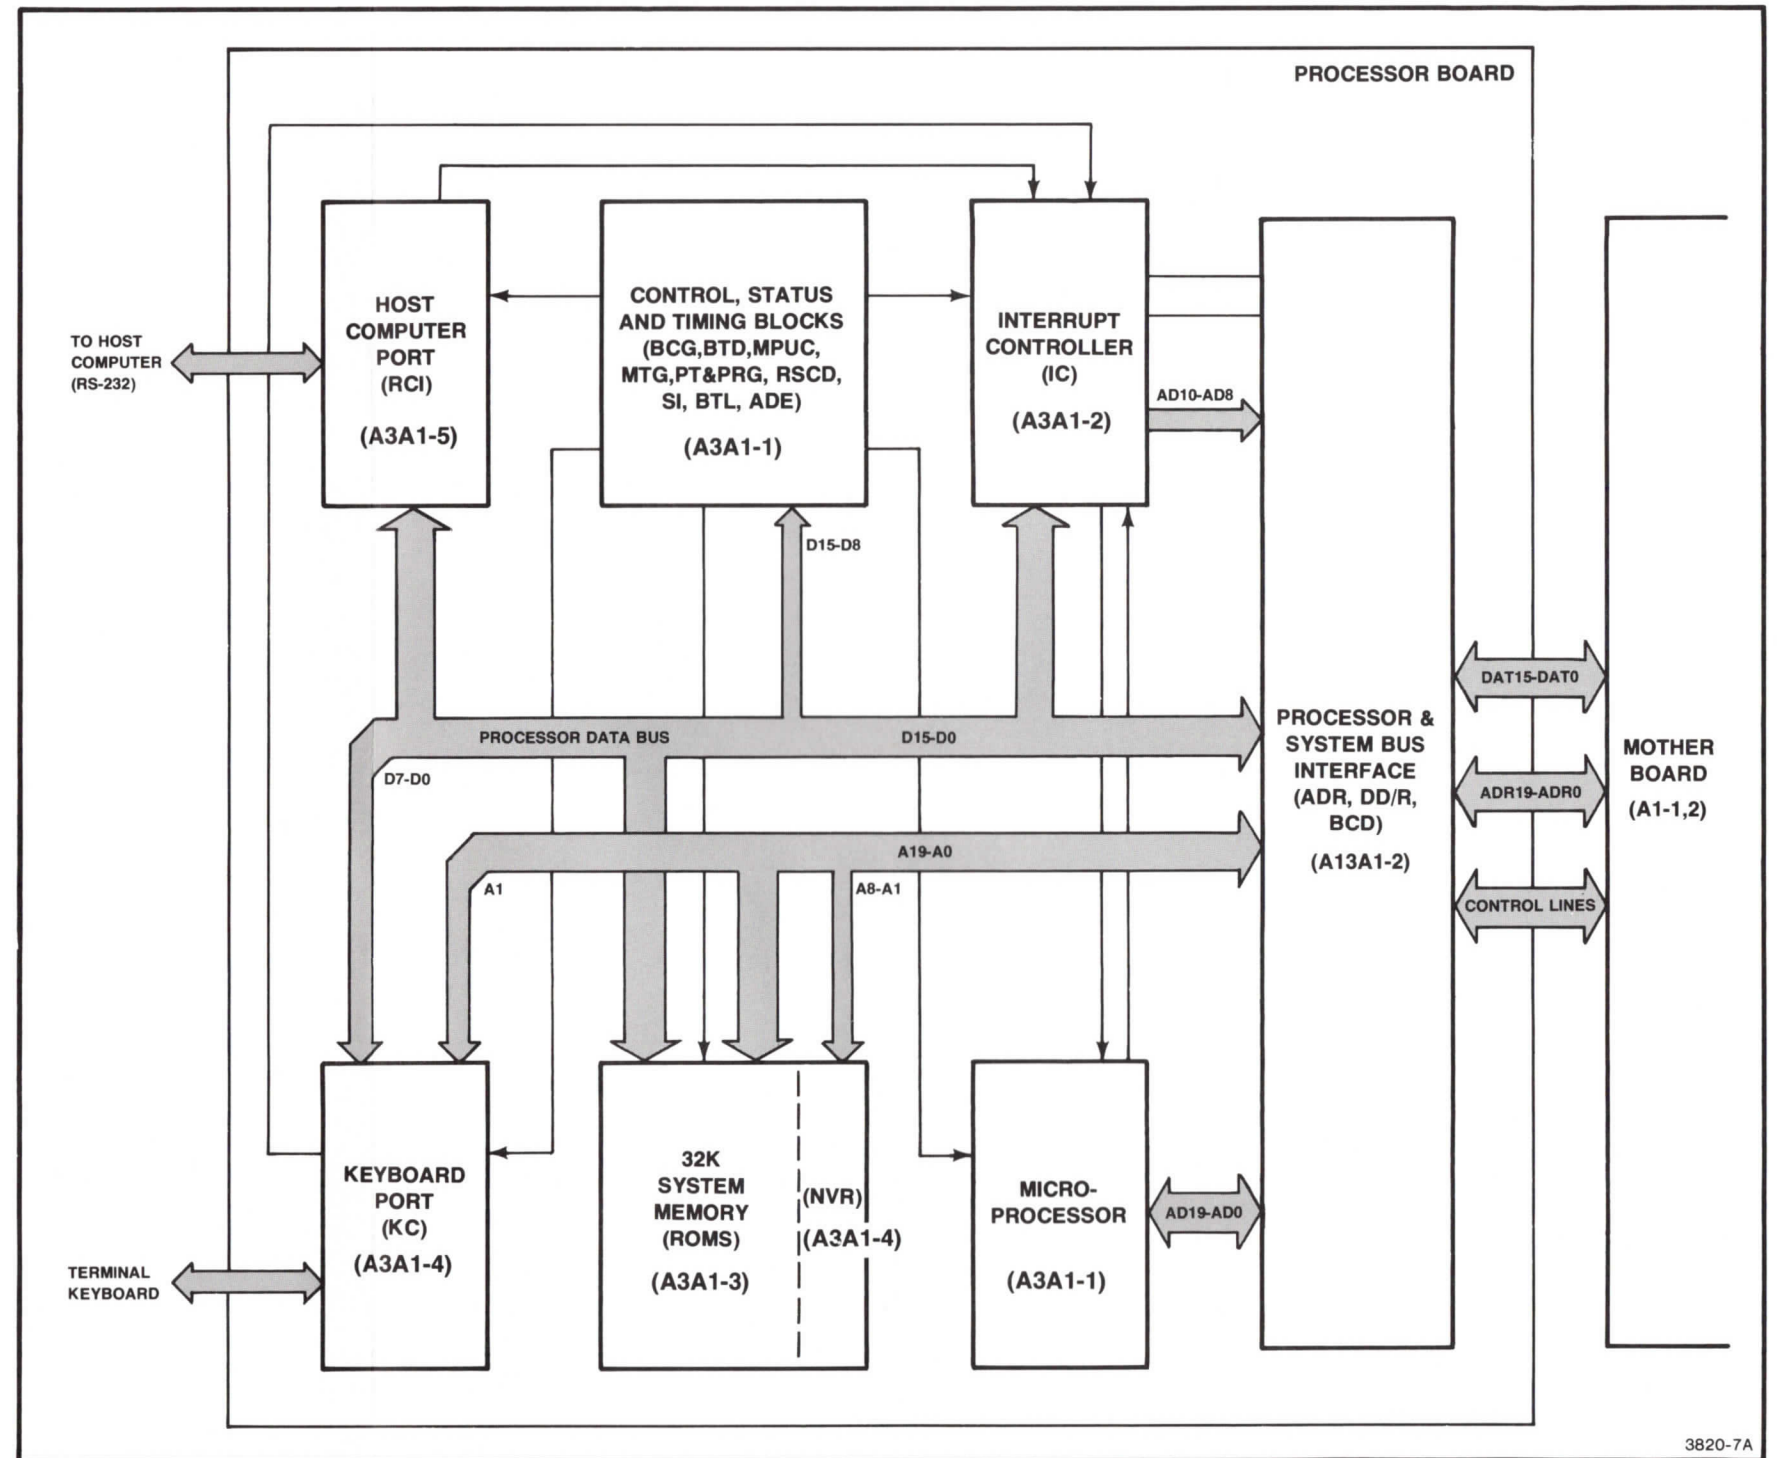 PROCESSOR BOARD
TO HOST
COMPUTER
(RS-232)
HOST
COMPUTER
PORT
(RCI)
(A3A1-5)
CONTROL, STATUS
AND TIMING BLOCKS
(BCG,BTD,MPUC,
MTG,PT&PRG, RSCD,
SI, BTL, ADE)
(A3A1-1)
INTERRUPT
CONTROLLER
(IC)
(A3A1-2)
AD10-AD8
D15-D8
PROCESSOR DATA BUS
D15-D0
D7-D0
A19-A0
A1
A8-A1
PROCESSOR &
SYSTEM BUS
INTERFACE
(ADR, DD/R,
BCD)
(A13A1-2)
DAT15-DAT0
ADR19-ADR0
CONTROL LINES
MOTHER
BOARD
(A1-1,2)
TERMINAL
KEYBOARD
KEYBOARD
PORT
(KC)
(A3A1-4)
32K
SYSTEM
MEMORY
(ROMS)
(A3A1-3)
(NVR)
(A3A1-4)
MICRO-
PROCESSOR
(A3A1-1)
AD19-AD0
3820-7A